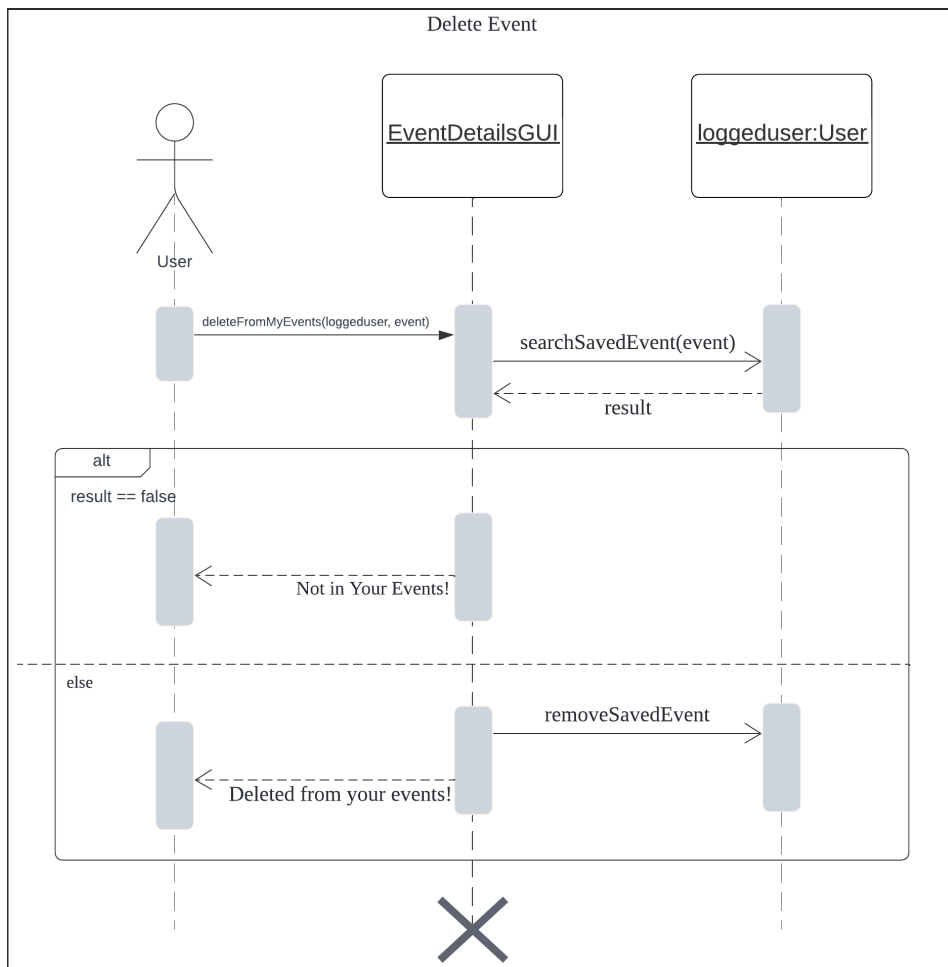 Delete Event
EventDetailsGUI
loggeduser:User
User
deleteFromMyEvents(loggeduser, event)
searchSavedEvent(event)
result
alt
result == false
Not in Your Events!
else
removeSavedEvent
Deleted from your events!